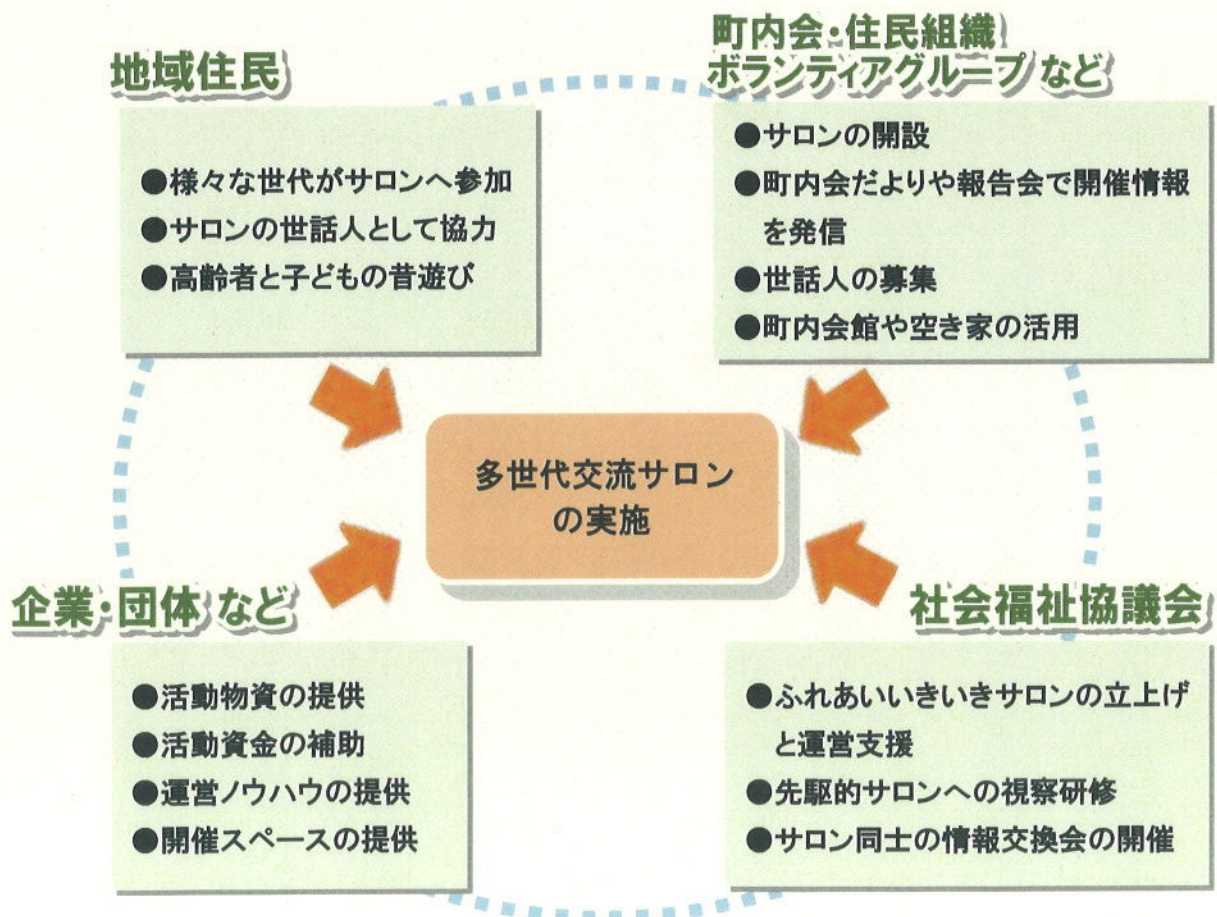 地域住民
●様々な世代がサロンへ参加
●サロンの世話人として協力
●高齢者と子どもの昔遊び
町内会・住民組織
ボランティアグループ など
●サロンの開設
●町内会だよりや報告会で開催情報
を発信
●世話人の募集
●町内会館や空き家の活用
多世代交流サロン
の実施
企業・団体 など
●活動物資の提供
●活動資金の補助
●運営ノウハウの提供
●開催スペースの提供
社会福祉協議会
●ふれあいいきいきサロンの立上げ
と運営支援
●先駆的サロンへの視察研修
●サロン同士の情報交換会の開催